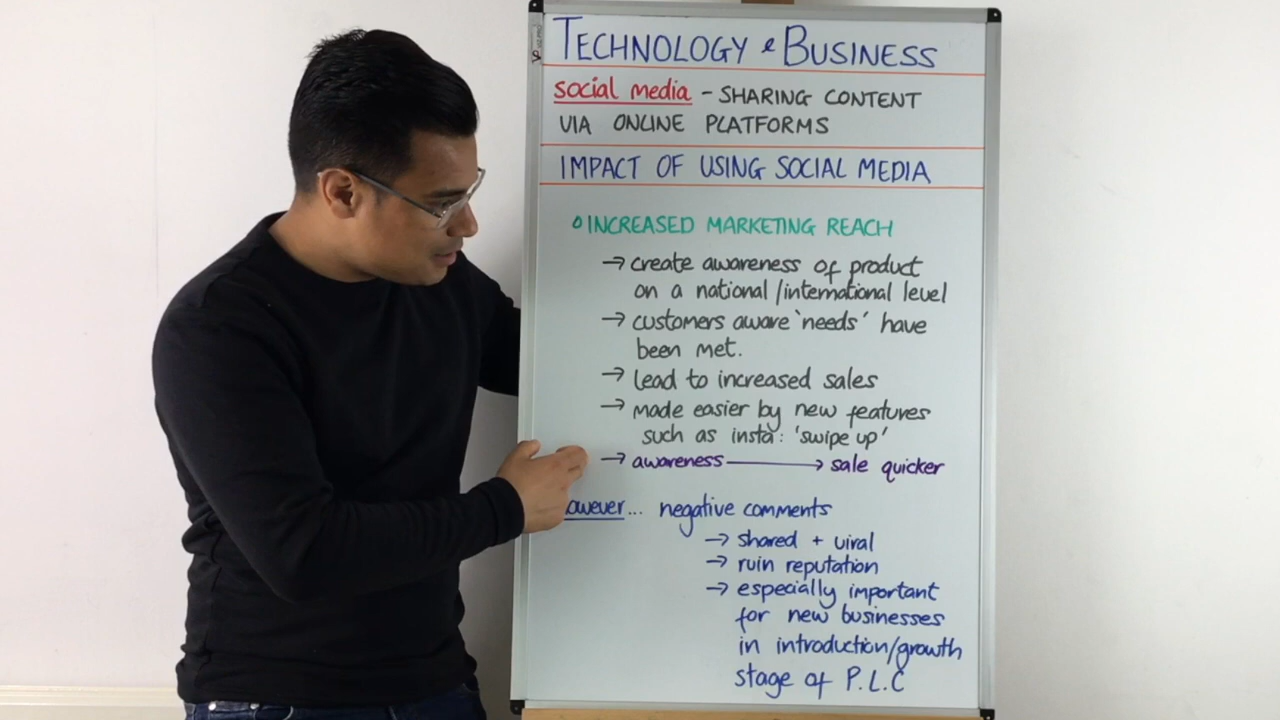 TECHNOLOGY & BUSINESS
social media - SHARING CONTENT
VIA ONLINE PLATFORMS
IMPACT OF USING SOCIAL MEDIA
INCREASED MARKETING REACH
→ create awareness of product
on a national/international level
→ customers aware 'needs' have
been met.
→ lead to increased sales
→ made easier by new features
such as insta: 'swipe up'
→ awareness → sale quicker
owever... negative comments
→ shared + viral
→ ruin reputation
→ especially important
for new businesses
in introduction/growth
stage of P.L.C